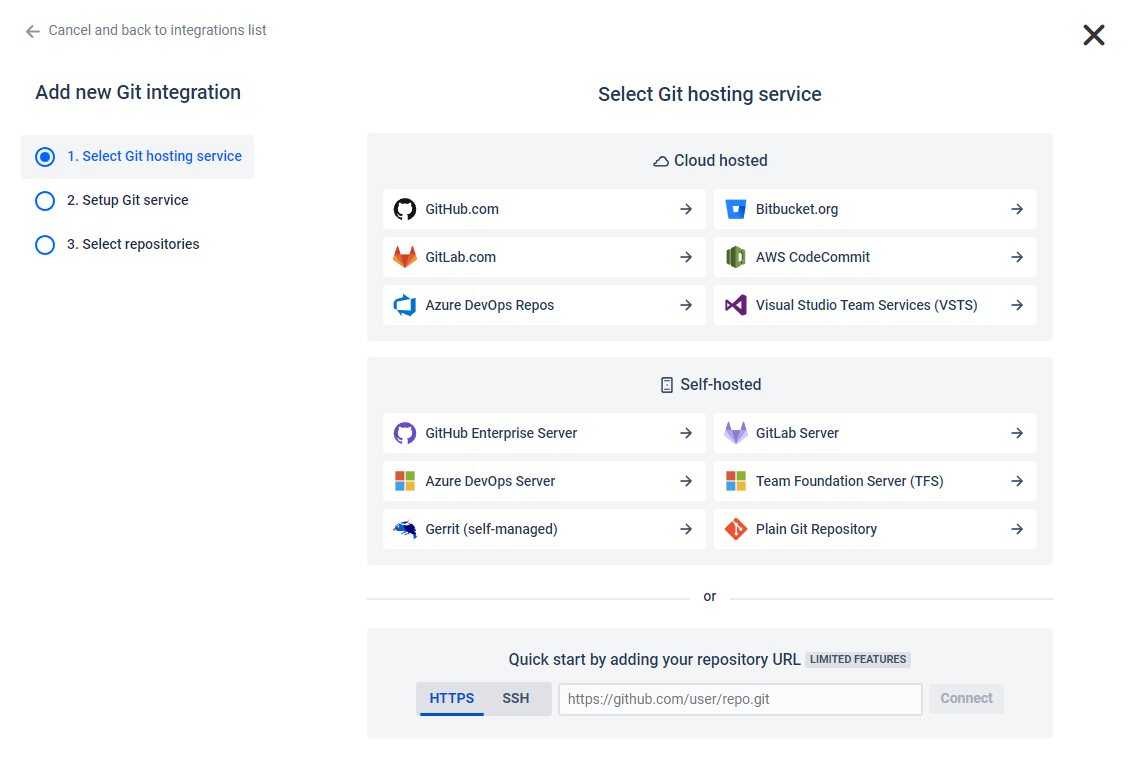 Cancel and back to integrations list
Add new Git integration
1. Select Git hosting service
2. Setup Git service
3. Select repositories
Select Git hosting service
Cloud hosted
GitHub.com
Bitbucket.org
GitLab.com
AWS CodeCommit
Azure DevOps Repos
Visual Studio Team Services (VSTS)
Self-hosted
GitHub Enterprise Server
GitLab Server
Azure DevOps Server
Team Foundation Server (TFS)
Gerrit (self-managed)
Plain Git Repository
or
Quick start by adding your repository URL LIMITED FEATURES
HTTPS SSH https://github.com/user/repo.git Connect